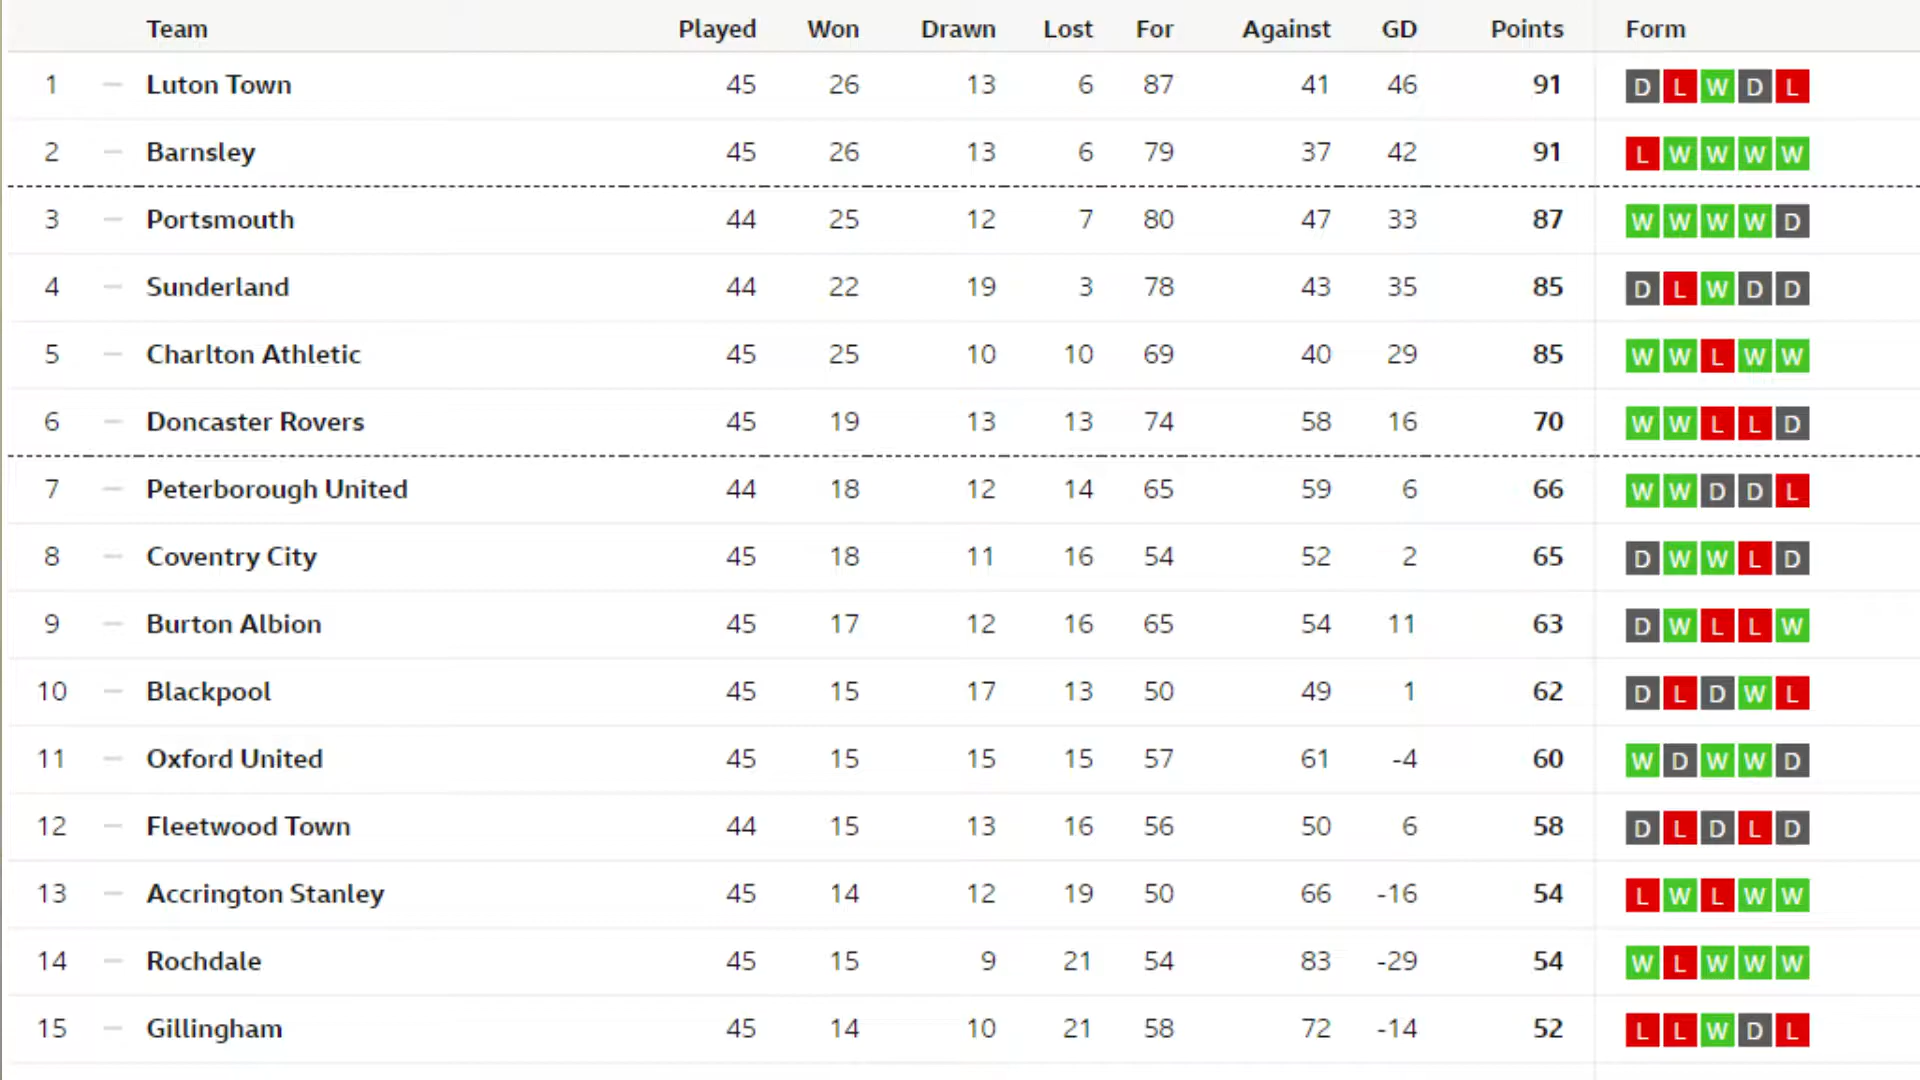 Team Played Won Drawn Lost For Against GD Points Form
1 — Luton Town 45 26 13 6 87 41 46 91 D L W D L
2 — Barnsley 45 26 13 6 79 37 42 91 L W W W W
3 — Portsmouth 44 25 12 7 80 47 33 87 W W W W D
4 — Sunderland 44 22 19 3 78 43 35 85 D L W D D
5 — Charlton Athletic 45 25 10 10 69 40 29 85 W W L W W
6 — Doncaster Rovers 45 19 13 13 74 58 16 70 W W L L D
7 — Peterborough United 44 18 12 14 65 59 6 66 W W D D L
8 — Coventry City 45 18 11 16 54 52 2 65 D W W L D
9 — Burton Albion 45 17 12 16 65 54 11 63 D W L L W
10 — Blackpool 45 15 17 13 50 49 1 62 D L D W L
11 — Oxford United 45 15 15 15 57 61 -4 60 W D W W D
12 — Fleetwood Town 44 15 13 16 56 50 6 58 D L D L D
13 — Accrington Stanley 45 14 12 19 50 66 -16 54 L W L W W
14 — Rochdale 45 15 9 21 54 83 -29 54 W L W W W
15 — Gillingham 45 14 10 21 58 72 -14 52 L L W D L